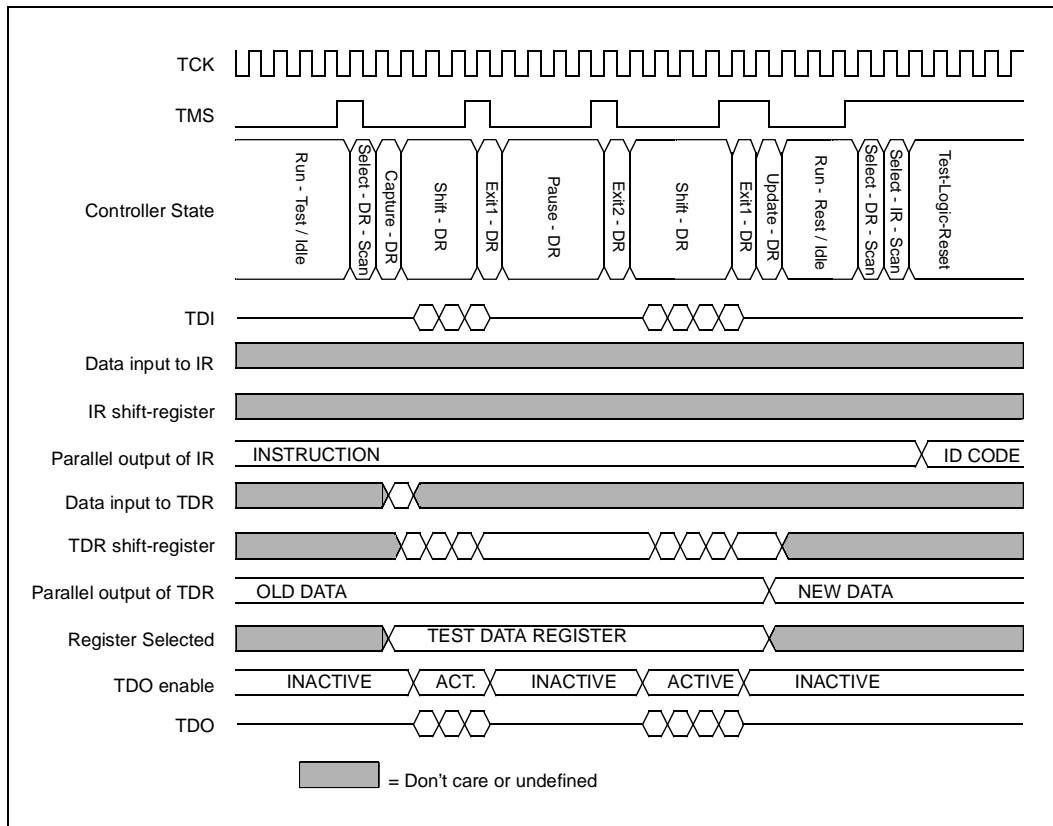 TCK
TMS
Controller State
Run - Test / Idle
Select - DR - Scan
Capture - DR
Shift - DR
Exit1 - DR
Pause - DR
Exit2 - DR
Shift - DR
Exit1 - DR
Update - DR
Run - Rest / Idle
Select - DR - Scan
Select - IR - Scan
Test-Logic-Reset
TDI
Data input to IR
IR shift-register
Parallel output of IR
INSTRUCTION
ID CODE
Data input to TDR
TDR shift-register
Parallel output of TDR
OLD DATA
NEW DATA
Register Selected
TEST DATA REGISTER
TDO enable
INACTIVE
ACT.
INACTIVE
ACTIVE
INACTIVE
TDO
= Don't care or undefined